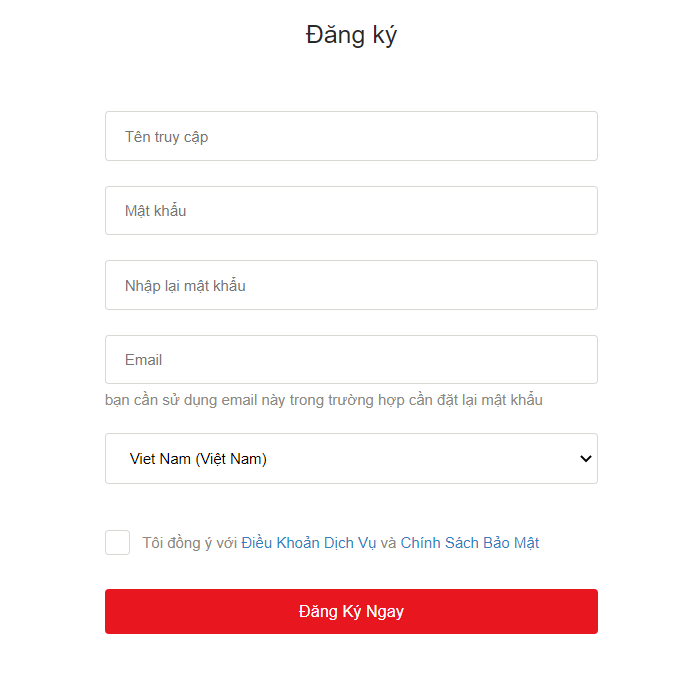 Đăng ký
Tên truy cập
Mật khẩu
Nhập lại mật khẩu
Email
bạn cần sử dụng email này trong trường hợp cần đặt lại mật khẩu
Viet Nam (Việt Nam)
Tôi đồng ý với Điều Khoản Dịch Vụ và Chính Sách Bảo Mật
Đăng Ký Ngay